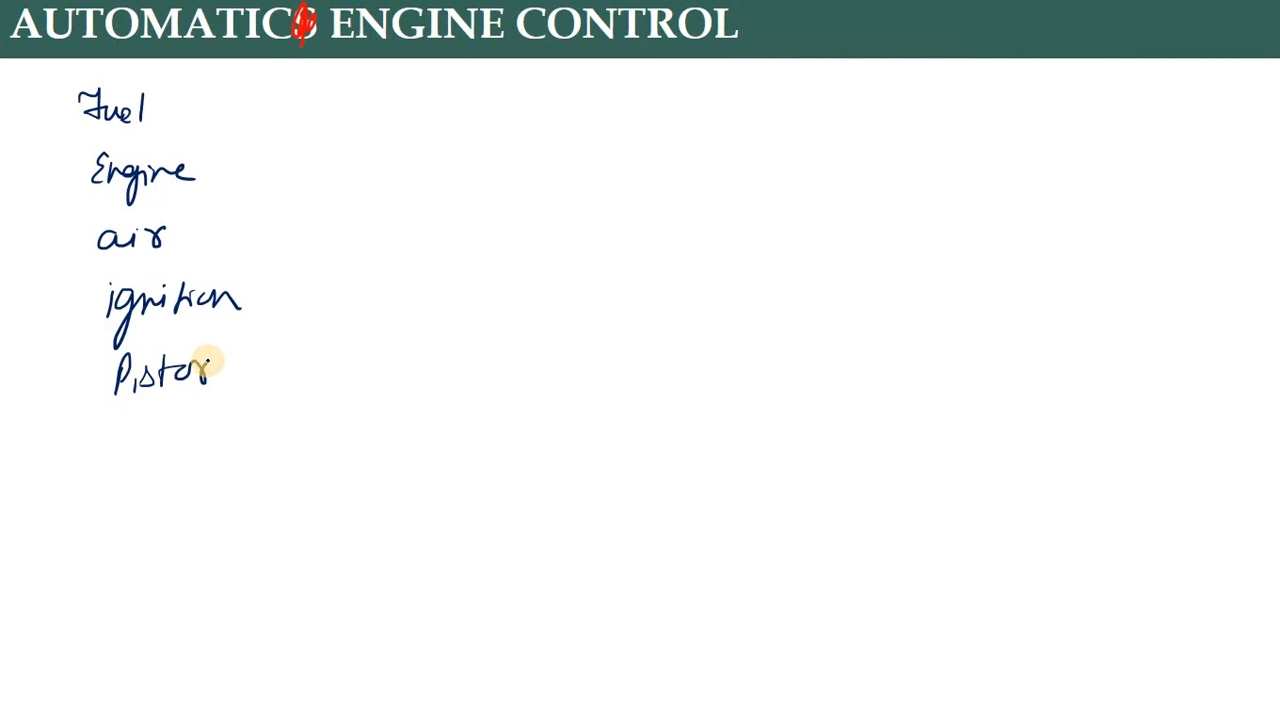 AUTOMATICS ENGINE CONTROL
Fuel
Engine
air
ignition
Piston